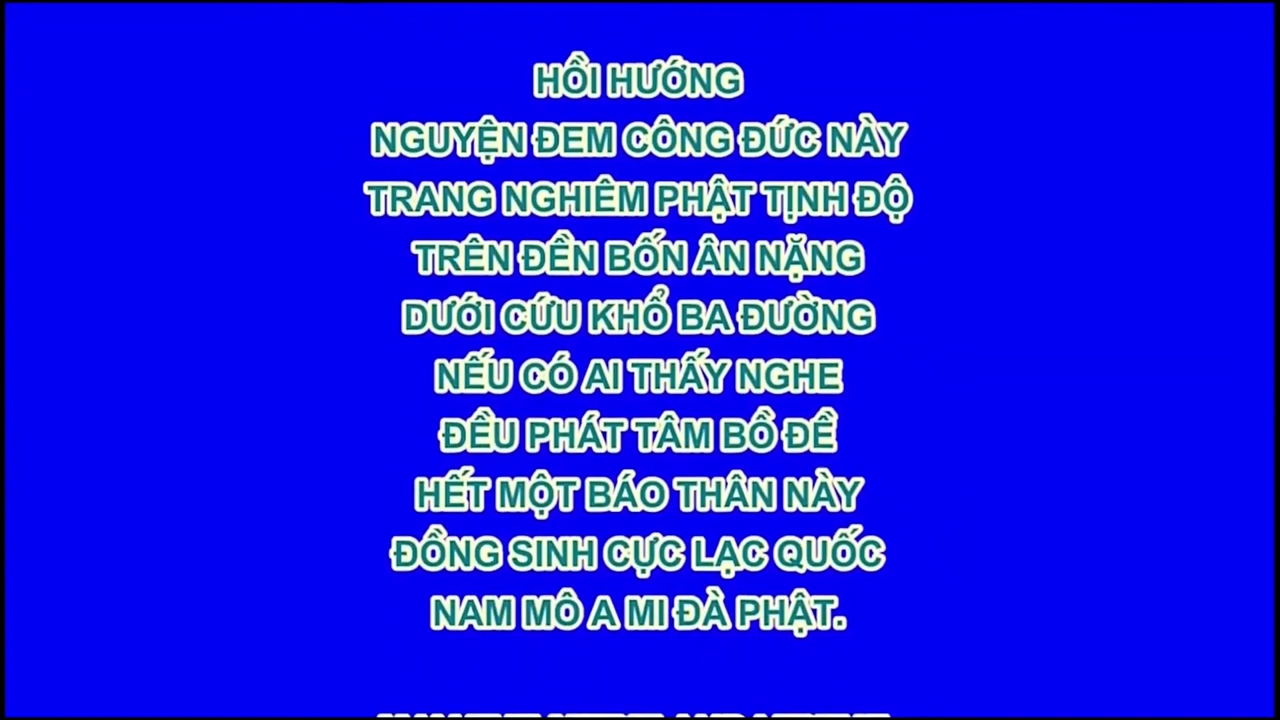 HỒI HƯỚNG
NGUYỆN ĐEM CÔNG ĐỨC NÀY
TRANG NGHIÊM PHẬT TỊNH ĐỘ
TRÊN ĐỀN BỐN ÂN NẶNG
DƯỚI CỨU KHỔ BA ĐƯỜNG
NẾU CÓ AI THẤY NGHE
ĐỀU PHÁT TÂM BỒ ĐỀ
HẾT MỘT BÁO THÂN NÀY
ĐỒNG SINH CỰC LẠC QUỐC
NAM MÔ A MI ĐÀ PHẬT.